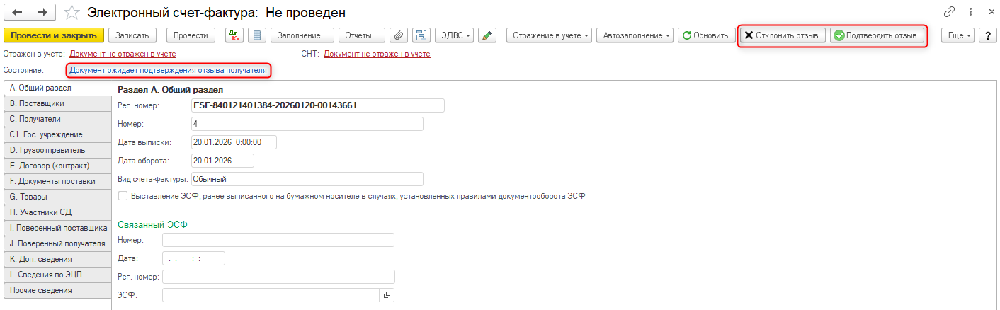 Электронный счет-фактура: Не проведен
Провести и закрыть Записать Провести Дт Кт Заполнение... Отчеты... ЭДВС Отражение в учете Автозаполнение Обновить Отклонить отзыв Подтвердить отзыв Еще ?
Отражен в учете: Документ не отражен в учете СНТ: Документ не отражен в учете
Состояние: Документ ожидает подтверждения отзыва получателя
A. Общий раздел
B. Поставщики
C. Получатели
C1. Гос. учреждение
D. Грузоотправитель
E. Договор (контракт)
F. Документы поставки
G. Товары
H. Участники СД
I. Поверенный поставщика
J. Поверенный получателя
K. Доп. сведения
L. Сведения по ЭЦП
Прочие сведения
Раздел A. Общий раздел
Рег. номер: ESF-840121401384-20260120-00143661
Номер: 4
Дата выписки: 20.01.2026 0:00:00
Дата оборота: 20.01.2026
Вид счета-фактуры: Обычный
Выставление ЭСФ, ранее выписанного на бумажном носителе в случаях, установленных правилами документооборота ЭСФ
Связанный ЭСФ
Номер:
Дата: . . : :
Рег. номер:
ЭСФ: